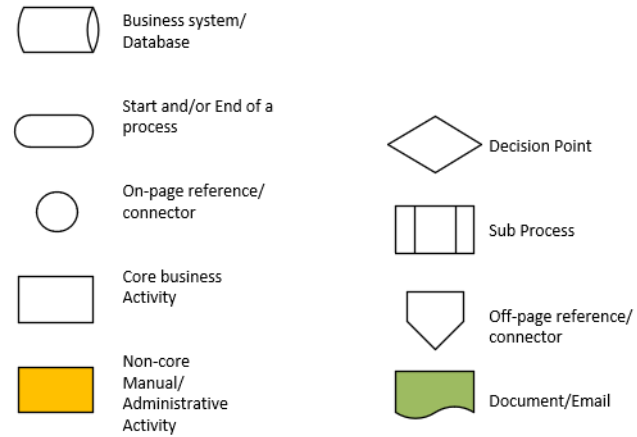 Business system/
Database
Start and/or End of a
process
On-page reference/
connector
Core business
Activity
Non-core
Manual/
Administrative
Activity
Decision Point
Sub Process
Off-page reference/
connector
Document/Email